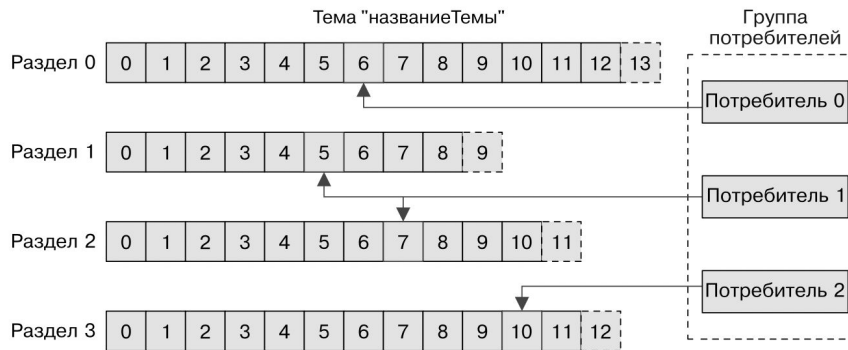 Тема "названиеТемы"
Группа
потребителей
Раздел 0 0 1 2 3 4 5 6 7 8 9 10 11 12 13
Потребитель 0
Раздел 1 0 1 2 3 4 5 6 7 8 9
Потребитель 1
Раздел 2 0 1 2 3 4 5 6 7 8 9 10 11
Потребитель 2
Раздел 3 0 1 2 3 4 5 6 7 8 9 10 11 12